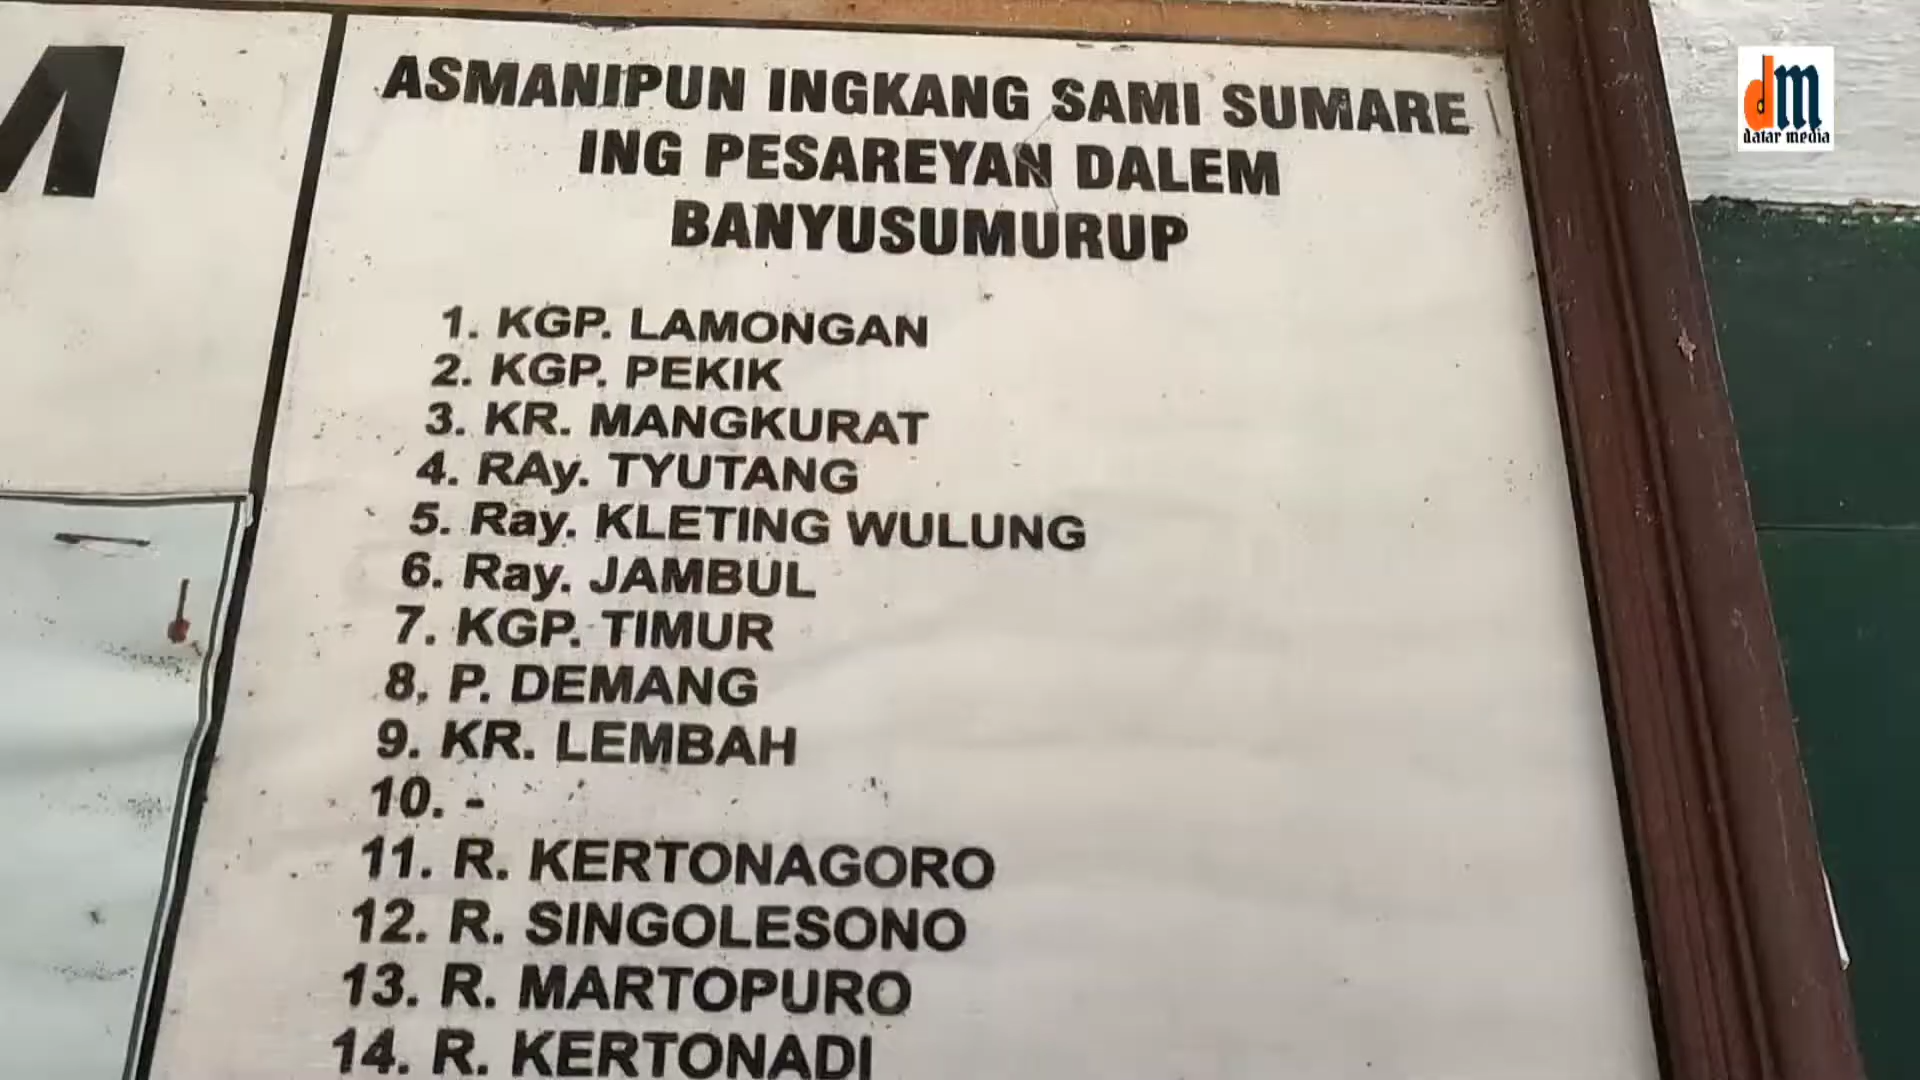 M
ASMANIPUN INGKANG SAMI SUMARE
ING PESAREYAN DALEM
BANYUSUMURUP
1. KGP. LAMONGAN
2. KGP. PEKIK
3. KR. MANGKURAT
4. RAy. TYUTANG
5. Ray. KLETING WULUNG
6. Ray. JAMBUL
7. KGP. TIMUR
8. P. DEMANG
9. KR. LEMBAH
10. -
11. R. KERTONAGORO
12. R. SINGOLESONO
13. R. MARTOPURO
14. R. KERTONADI
dm
datar media